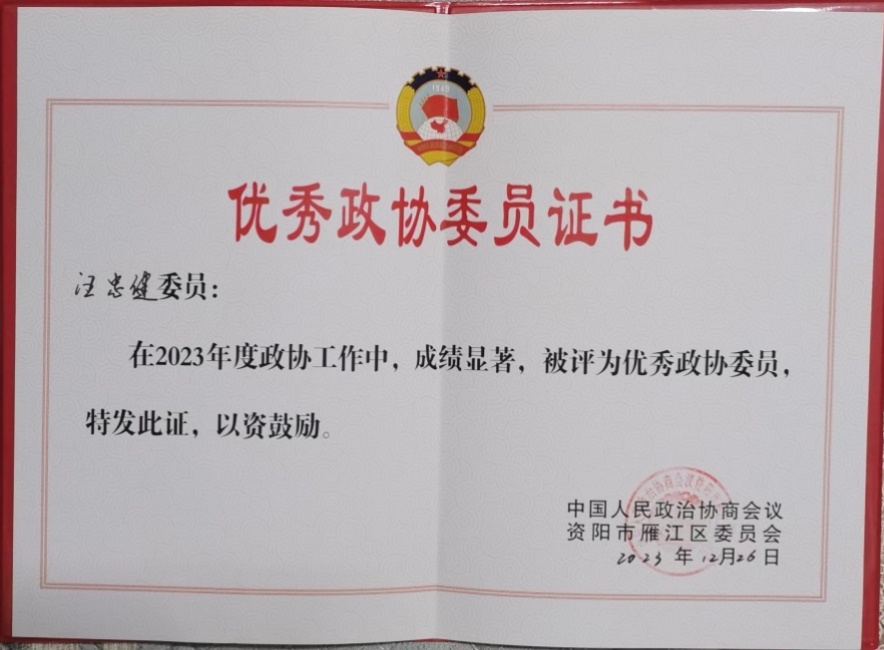 1949
优秀政协委员证书
汪忠健委员：
在2023年度政协工作中，成绩显著，被评为优秀政协委员，
特发此证，以资鼓励。
中国人民政治协商会议
资阳市雁江区委员会
2023年12月26日